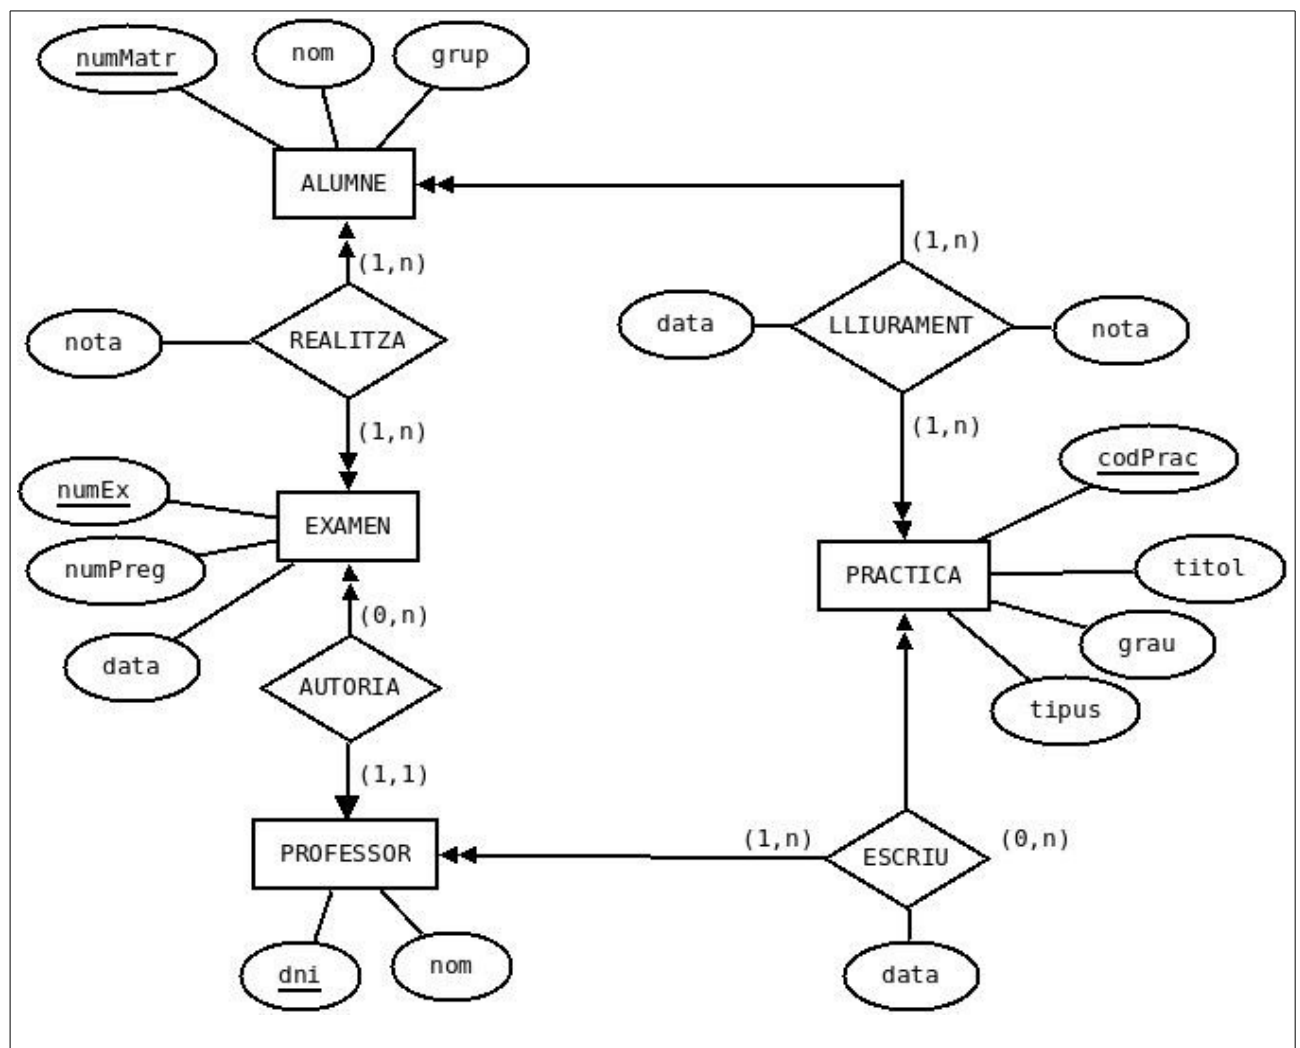 numMatr
nom
grup
ALUMNE
(1,n)
(1,n)
REALITZA
nota
data
LLIURAMENT
nota
(1,n)
(1,n)
codPrac
numEx
EXAMEN
numPreg
titol
PRACTICA
(0,n)
grau
data
AUTORIA
tipus
(1,1)
PROFESSOR
(1,n)
ESCRIU
(0,n)
dni
nom
data